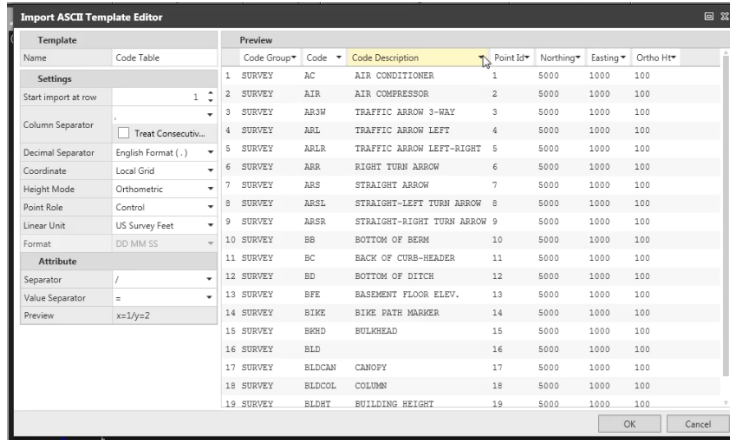 Import ASCII Template Editor
Template
Name Code Table
Settings
Start import at row 1
Column Separator ,
Treat Consecutiv...
Decimal Separator English Format ( . )
Coordinate Local Grid
Height Mode Orthometric
Point Role Control
Linear Unit US Survey Feet
Format DD MM SS
Attribute
Separator /
Value Separator =
Preview x=1/y=2
Preview
Code Group Code Code Description Point Id Northing Easting Ortho Ht
1 SURVEY AC AIR CONDITIONER 1 5000 1000 100
2 SURVEY AIR AIR COMPRESSOR 2 5000 1000 100
3 SURVEY AR3W TRAFFIC ARROW 3-WAY 3 5000 1000 100
4 SURVEY ARL TRAFFIC ARROW LEFT 4 5000 1000 100
5 SURVEY ARLR TRAFFIC ARROW LEFT-RIGHT 5 5000 1000 100
6 SURVEY ARR RIGHT TURN ARROW 6 5000 1000 100
7 SURVEY ARS STRAIGHT ARROW 7 5000 1000 100
8 SURVEY ARSL STRAIGHT-LEFT TURN ARROW 8 5000 1000 100
9 SURVEY ARSR STRAIGHT-RIGHT TURN ARROW 9 5000 1000 100
10 SURVEY BB BOTTOM OF BERM 10 5000 1000 100
11 SURVEY BC BACK OF CURB-HEADER 11 5000 1000 100
12 SURVEY BD BOTTOM OF DITCH 12 5000 1000 100
13 SURVEY BFE BASEMENT FLOOR ELEV. 13 5000 1000 100
14 SURVEY BIKE BIKE PATH MARKER 14 5000 1000 100
15 SURVEY BKHD BULKHEAD 15 5000 1000 100
16 SURVEY BLD 16 5000 1000 100
17 SURVEY BLDCAN CANOPY 17 5000 1000 100
18 SURVEY BLDCOL COLUMN 18 5000 1000 100
19 SURVEY BLDHT BUILDING HEIGHT 19 5000 1000 100
OK Cancel